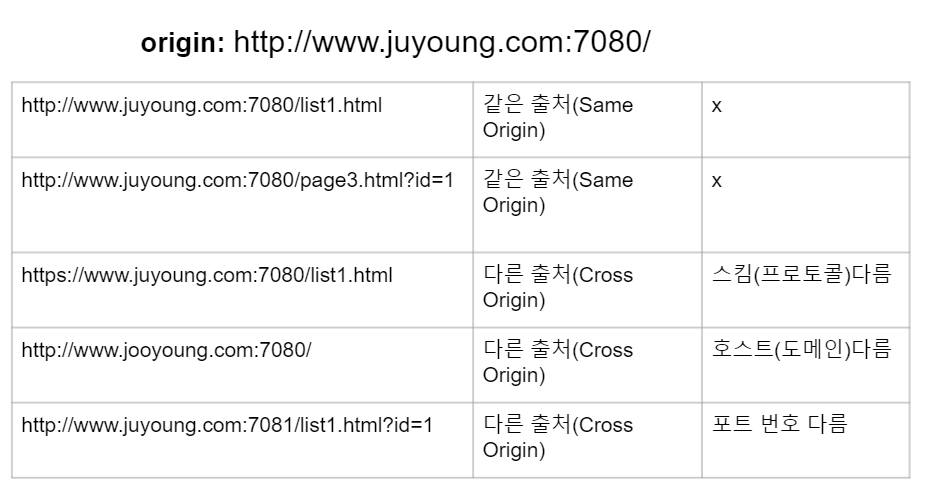 origin: http://www.juyoung.com:7080/
http://www.juyoung.com:7080/list1.html
같은 출처(Same
Origin)
x
http://www.juyoung.com:7080/page3.html?id=1
같은 출처(Same
Origin)
x
https://www.juyoung.com:7080/list1.html
다른 출처(Cross
Origin)
스킴(프로토콜)다름
http://www.jooyoung.com:7080/
다른 출처(Cross
Origin)
호스트(도메인)다름
http://www.juyoung.com:7081/list1.html?id=1
다른 출처(Cross
Origin)
포트 번호 다름